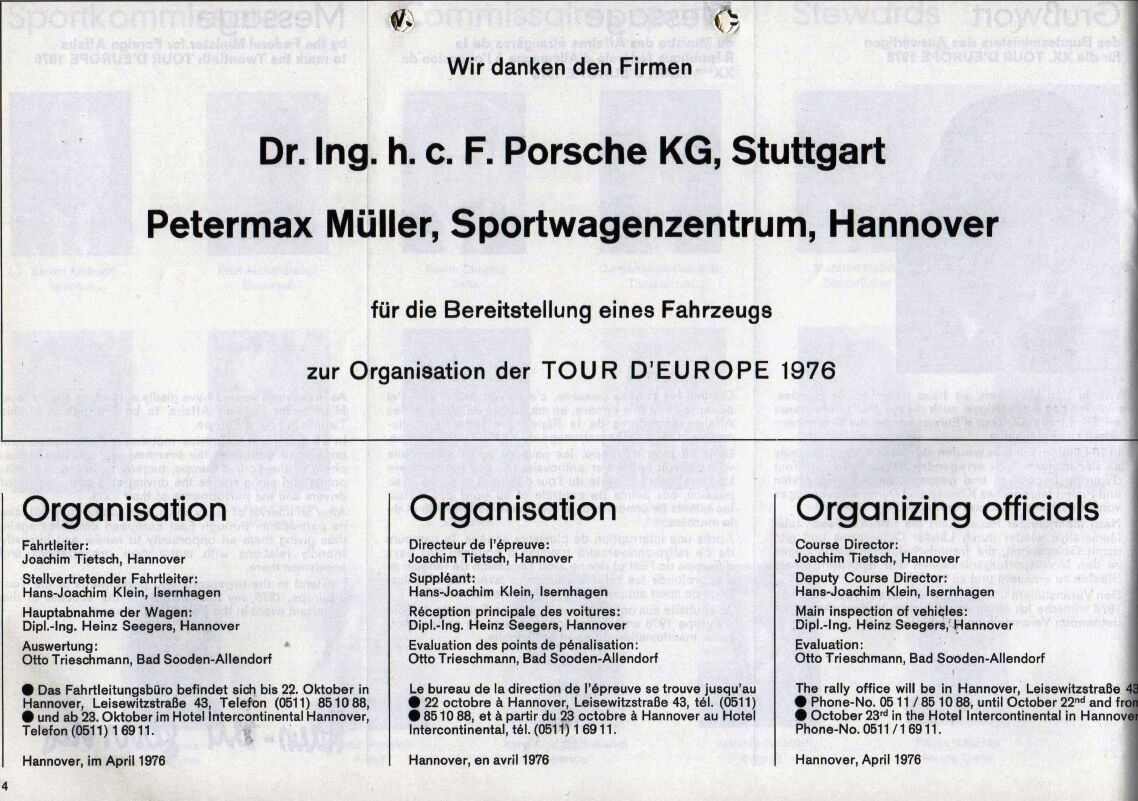 Wir danken den Firmen
Dr. Ing. h. c. F. Porsche KG, Stuttgart
Petermax Müller, Sportwagenzentrum, Hannover
für die Bereitstellung eines Fahrzeugs
zur Organisation der TOUR D'EUROPE 1976
Organisation
Fahrtleiter:
Joachim Tietsch, Hannover
Stellvertretender Fahrtleiter:
Hans-Joachim Klein, Isernhagen
Hauptabnahme der Wagen:
Dipl.-Ing. Heinz Seegers, Hannover
Auswertung:
Otto Trieschmann, Bad Sooden-Allendorf
● Das Fahrtleitungsbüro befindet sich bis 22. Oktober in
Hannover, Leisewitzstraße 43, Telefon (0511) 85 10 88,
● und ab 23. Oktober im Hotel Intercontinental Hannover,
Telefon (0511) 1 69 11.
Hannover, im April 1976
Organisation
Directeur de l'épreuve:
Joachim Tietsch, Hannover
Suppléant:
Hans-Joachim Klein, Isernhagen
Réception principale des voitures:
Dipl.-Ing. Heinz Seegers, Hannover
Evaluation des points de pénalisation:
Otto Trieschmann, Bad Sooden-Allendorf
Le bureau de la direction de l'épreuve se trouve jusqu'au
● 22 octobre à Hannover, Leisewitzstraße 43, tél. (0511)
● 85 10 88, et à partir du 23 octobre à Hannover au Hotel
Intercontinental, tél. (0511) 1 69 11.
Hannover, en avril 1976
Organizing officials
Course Director:
Joachim Tietsch, Hannover
Deputy Course Director:
Hans-Joachim Klein, Isernhagen
Main inspection of vehicles:
Dipl.-Ing. Heinz Seegers, Hannover
Evaluation:
Otto Trieschmann, Bad Sooden-Allendorf
The rally office will be in Hannover, Leisewitzstraße 43
● Phone-No. 05 11 / 85 10 88, until October 22nd and from
● October 23rd in the Hotel Intercontinental in Hannover
Phone-No. 0511 / 1 69 11.
Hannover, April 1976
4